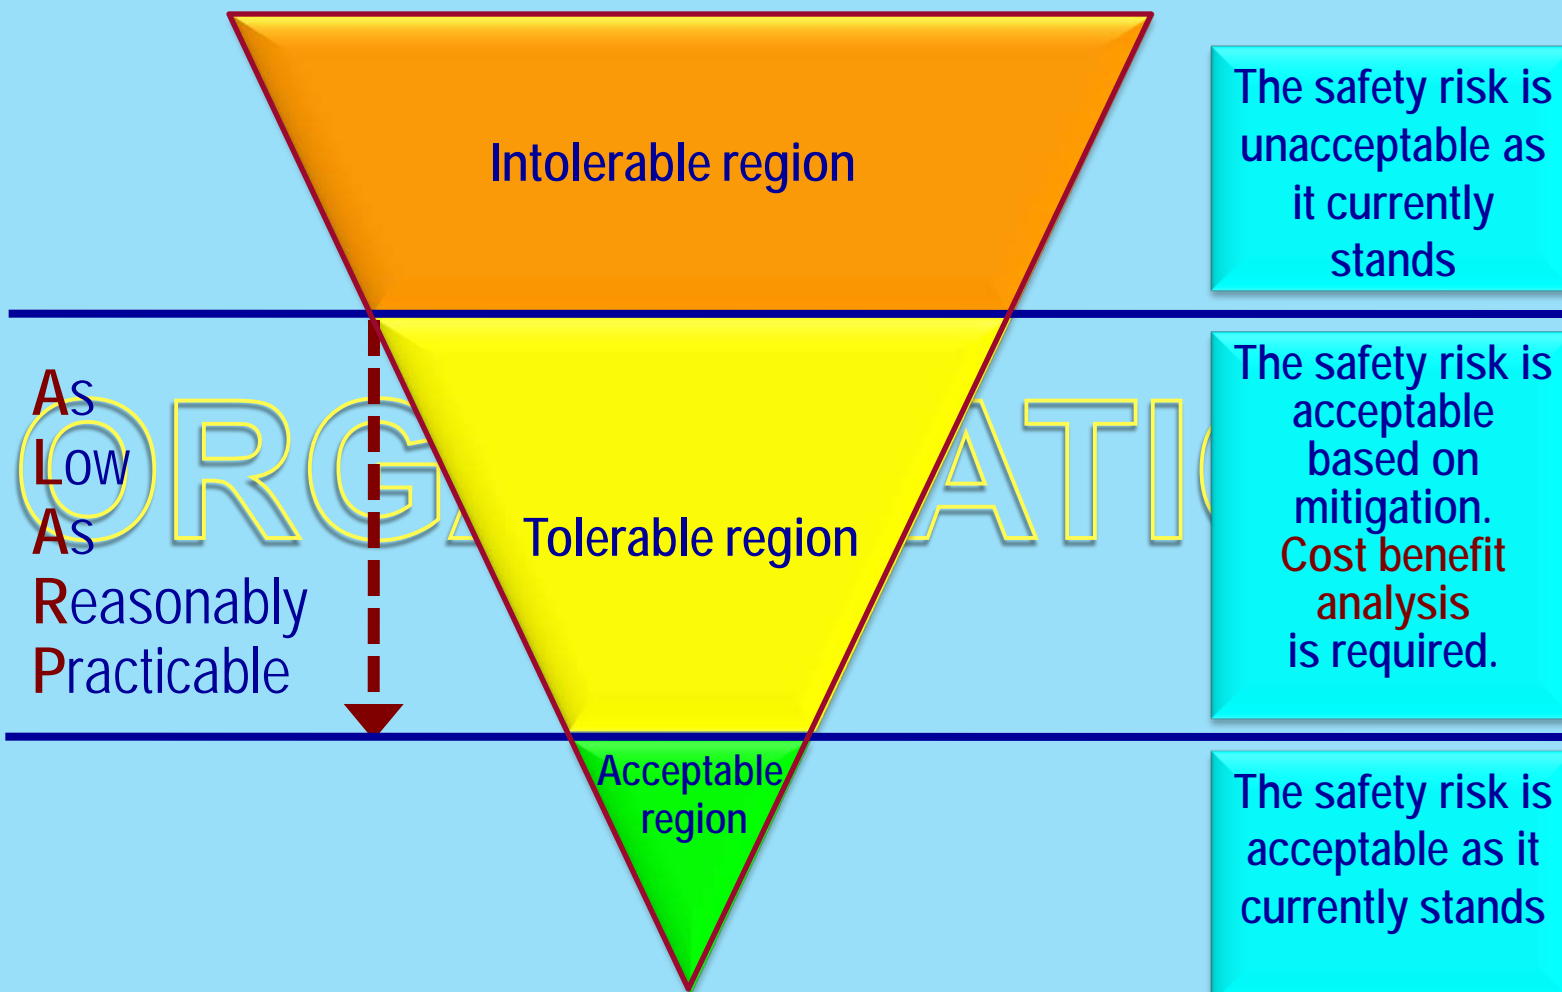 Intolerable region
The safety risk is
unacceptable as
it currently
stands
As
Low
As
Reasonably
Practicable
Tolerable region
The safety risk is
acceptable
based on
mitigation.
Cost benefit
analysis
is required.
Acceptable
region
The safety risk is
acceptable as it
currently stands